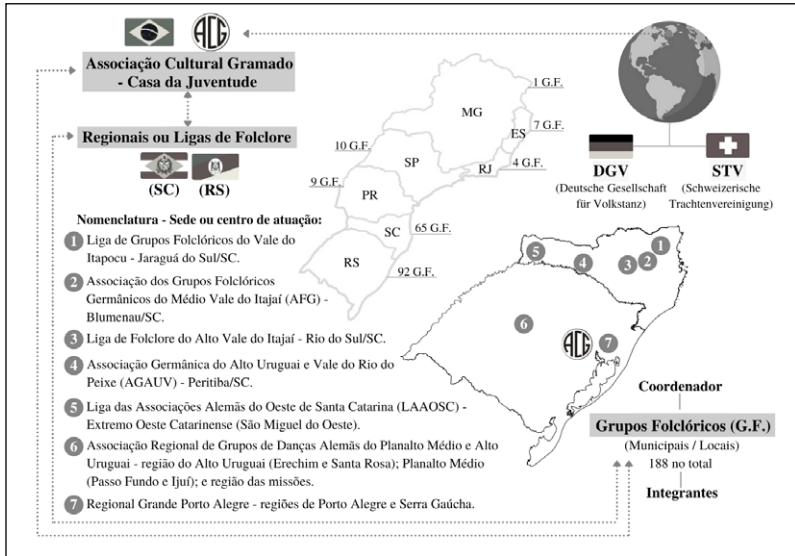 ACG
Associação Cultural Gramado
- Casa da Juventude
Regionais ou Ligas de Folclore
(SC) (RS)
MG
ES
SP
RJ
PR
SC
RS
1 G.F.
7 G.F.
4 G.F.
10 G.F.
9 G.F.
65 G.F.
92 G.F.
DGV
(Deutsche Gesellschaft
für Volkstanz)
STV
(Schweizerische
Trachtenvereinigung)
Nomenclatura - Sede ou centro de atuação:
1 Liga de Grupos Folclóricos do Vale do
Itapocu - Jaraguá do Sul/SC.
2 Associação dos Grupos Folclóricos
Germânicos do Médio Vale do Itajaí (AFG) -
Blumenau/SC.
3 Liga de Folclore do Alto Vale do Itajaí - Rio do Sul/SC.
4 Associação Germânica do Alto Uruguai e Vale do Rio do
Peixe (AGAUV) - Peritiba/SC.
5 Liga das Associações Alemãs do Oeste de Santa Catarina (LAAOSC) -
Extremo Oeste Catarinense (São Miguel do Oeste).
6 Associação Regional de Grupos de Danças Alemãs do Planalto Médio e Alto
Uruguai - região do Alto Uruguai (Erechim e Santa Rosa); Planalto Médio
(Passo Fundo e Ijuí); e região das missões.
7 Regional Grande Porto Alegre - regiões de Porto Alegre e Serra Gaúcha.
5
4
3
2
1
6
ACG
7
Coordenador
Grupos Folclóricos (G.F.)
(Municipais / Locais)
188 no total
Integrantes